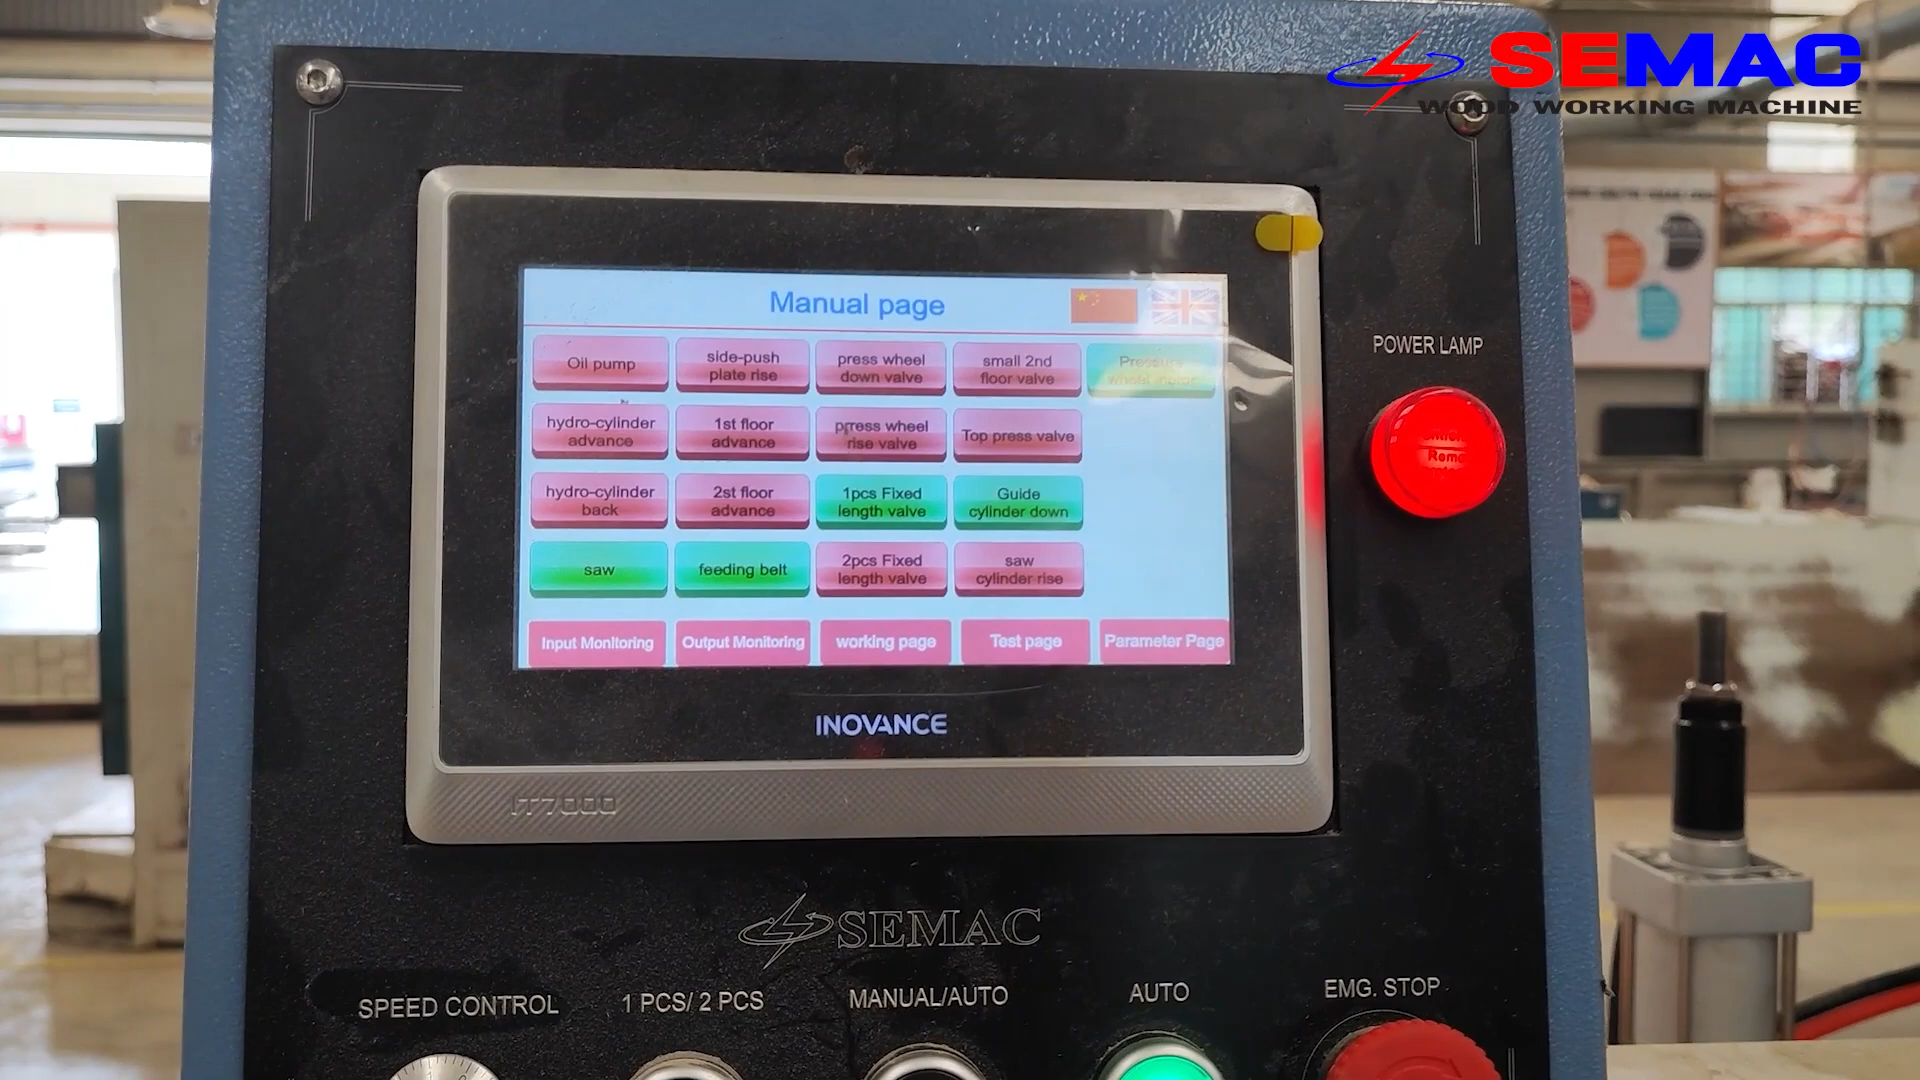 SEMAC
WOOD WORKING MACHINE
Manual page
Oil pump
side-push
plate rise
press wheel
down valve
small 2nd
floor valve
Pressure
wheel motor
hydro-cylinder
advance
1st floor
advance
press wheel
rise valve
Top press valve
hydro-cylinder
back
2st floor
advance
1pcs Fixed
length valve
Guide
cylinder down
saw
feeding belt
2pcs Fixed
length valve
saw
cylinder rise
Input Monitoring
Output Monitoring
working page
Test page
Parameter Page
INOVANCE
IT7000
POWER LAMP
SEMAC
SPEED CONTROL
1 PCS/ 2 PCS
MANUAL/AUTO
AUTO
EMG. STOP